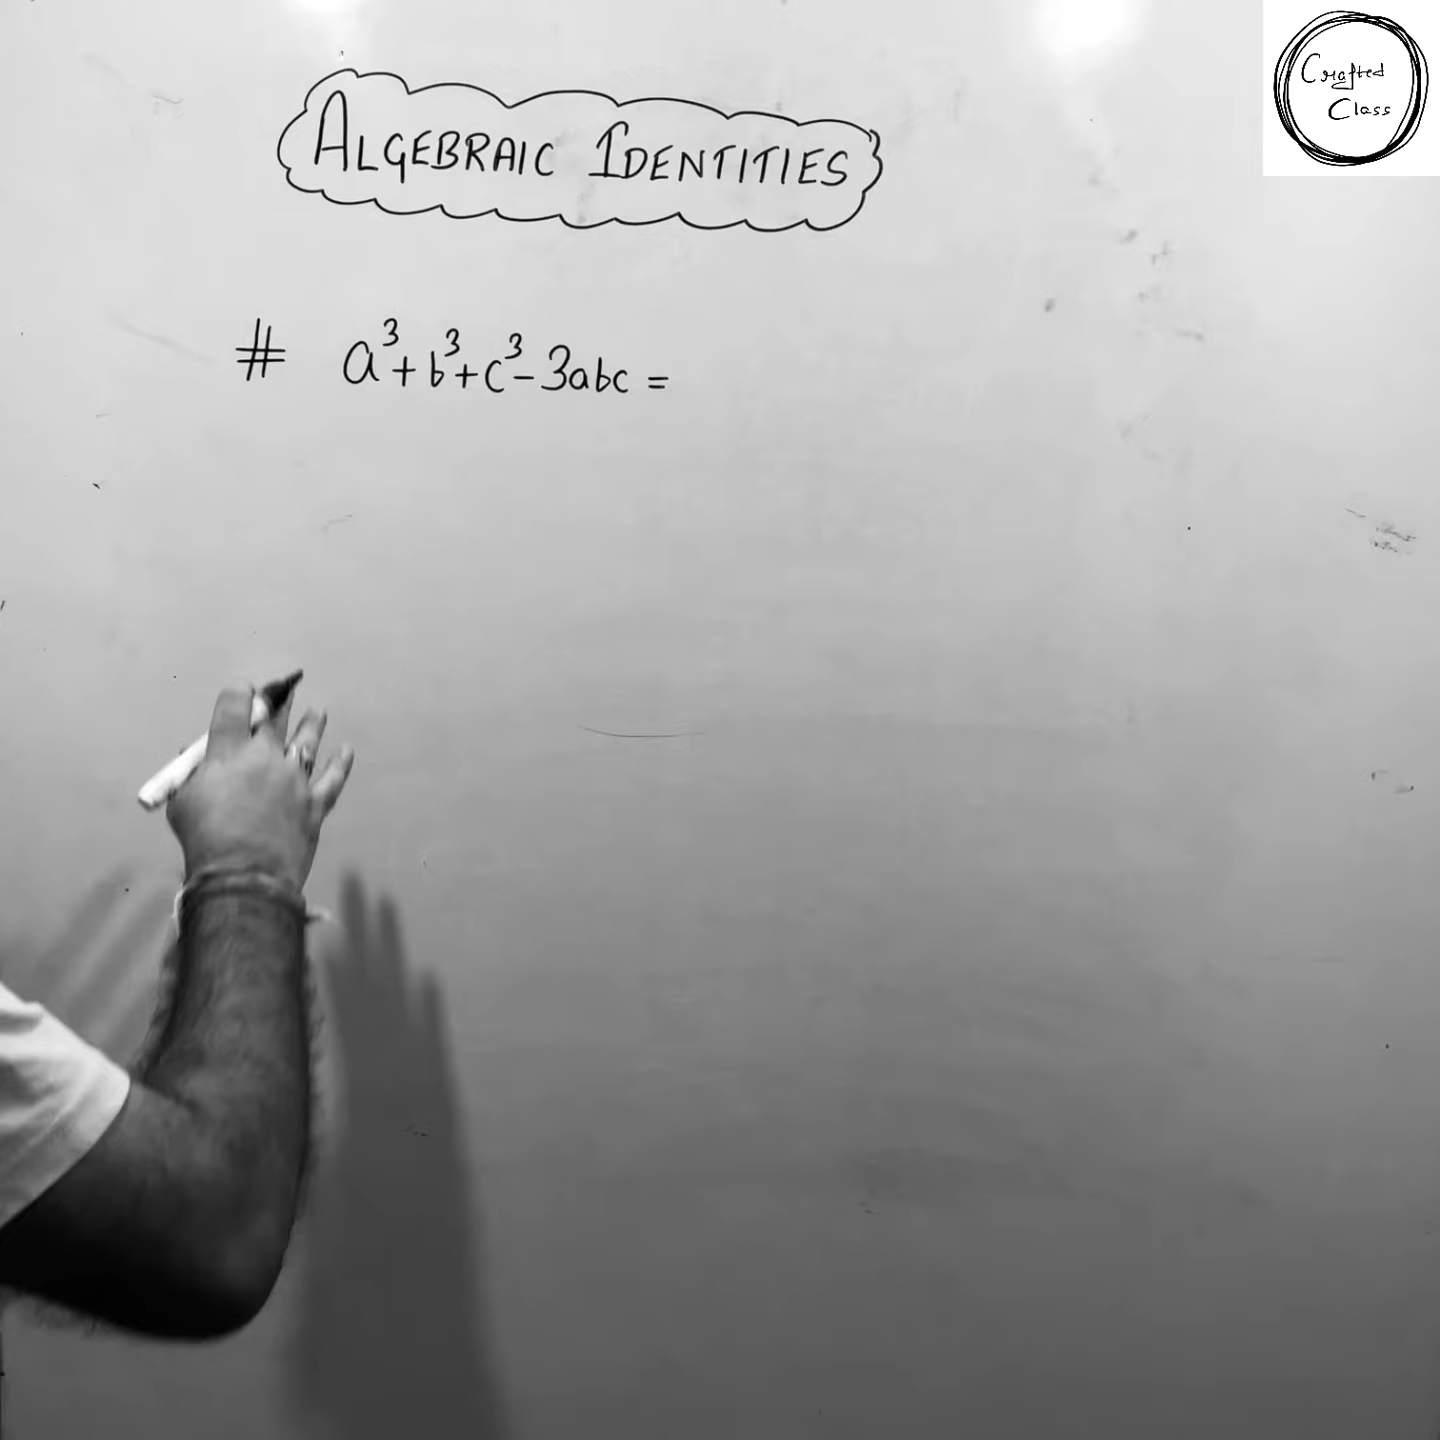 Crafted
Class
ALGEBRAIC IDENTITIES
# a³+b³+c³-3abc =